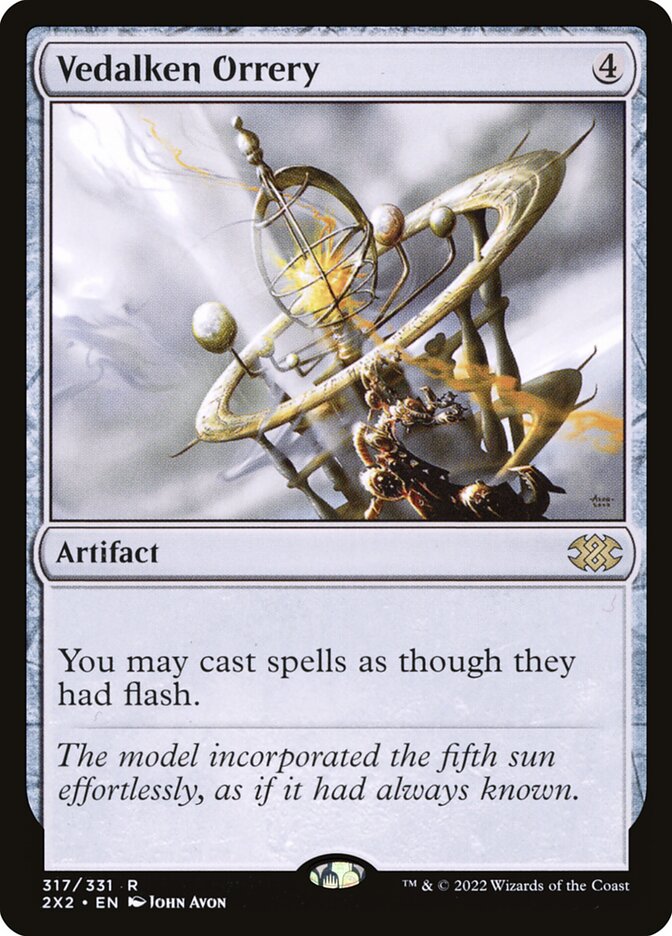 Vedalken Orrery 4
Artifact
You may cast spells as though they
had flash.
The model incorporated the fifth sun
effortlessly, as if it had always known.
317/331 R
2X2 • EN John Avon
™ & © 2022 Wizards of the Coast